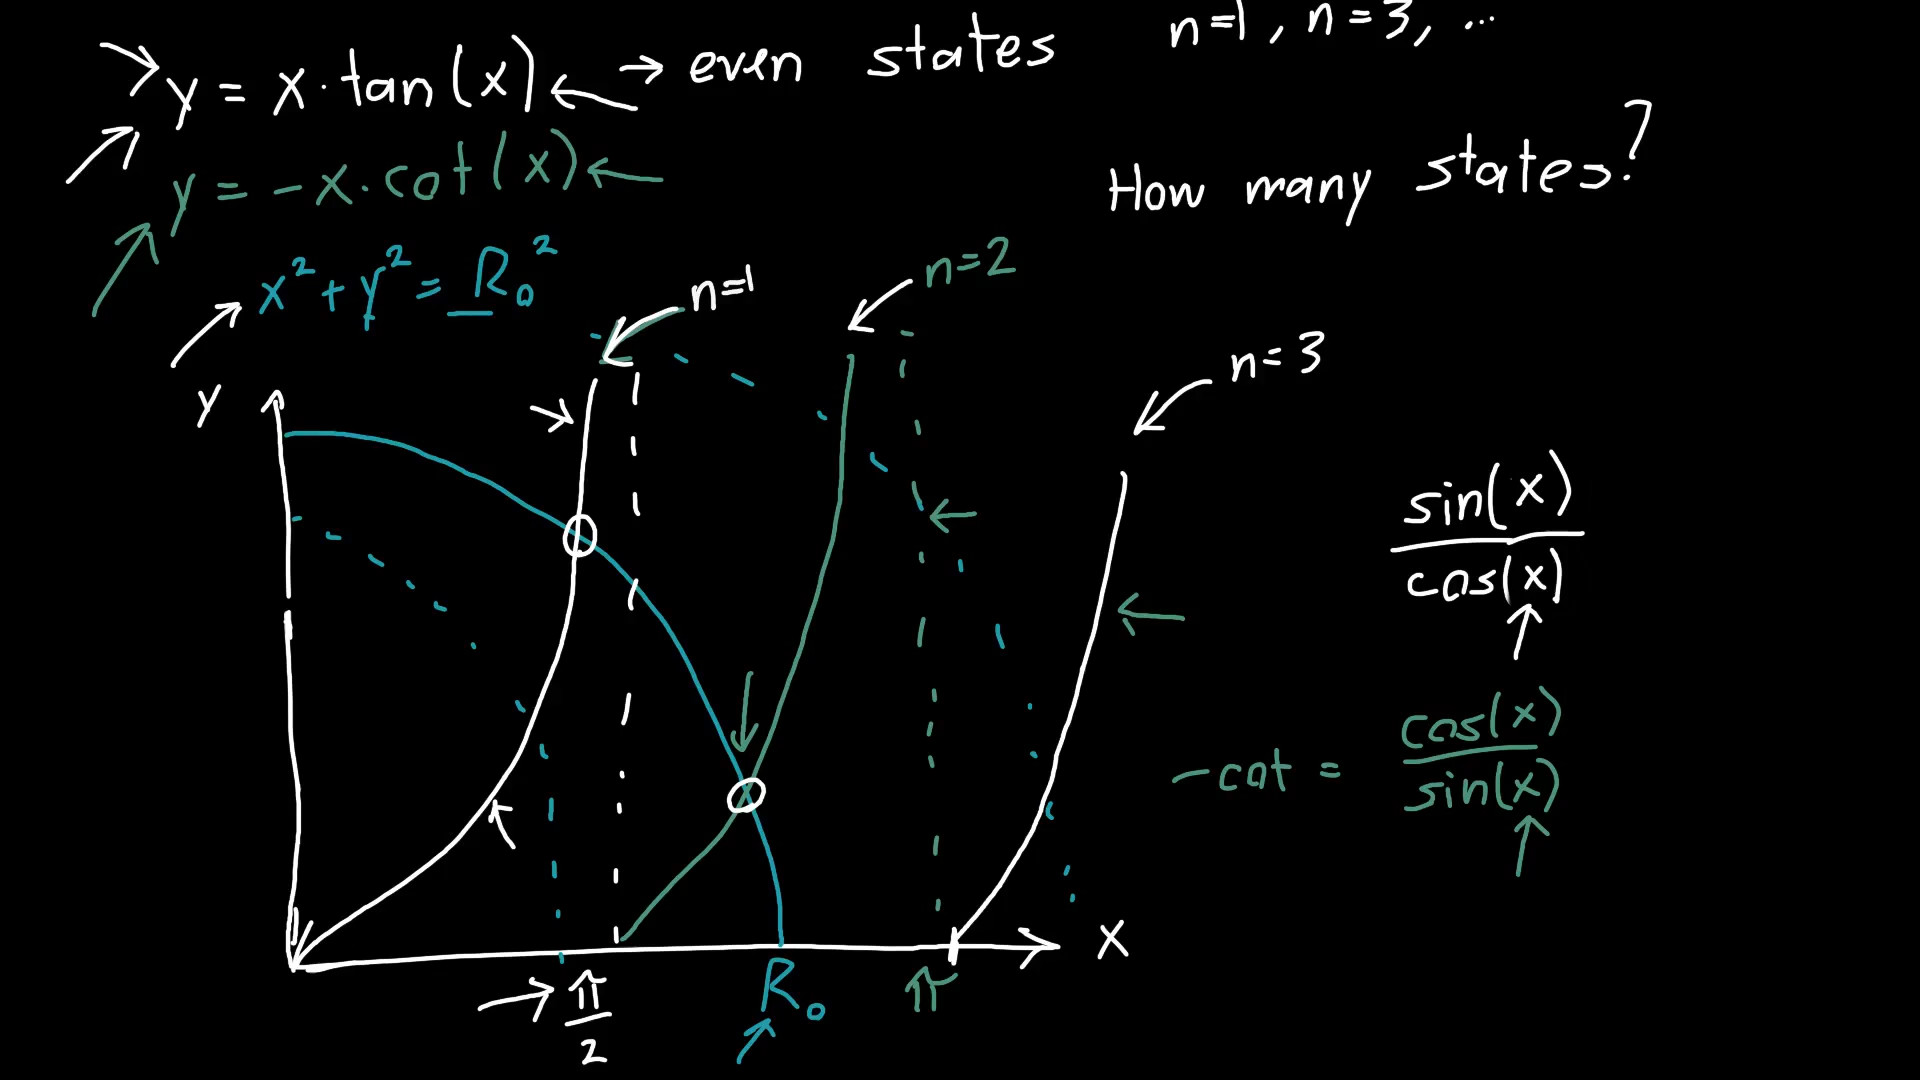 y = x · tan(x) → even states n=1, n=3, ...
y = -x · cot(x)
How many states?
x² + y² = R₀²
n=1
n=2
n=3
y
sin(x)
cos(x)
-cot = cos(x)
sin(x)
x
π
2
R₀
π